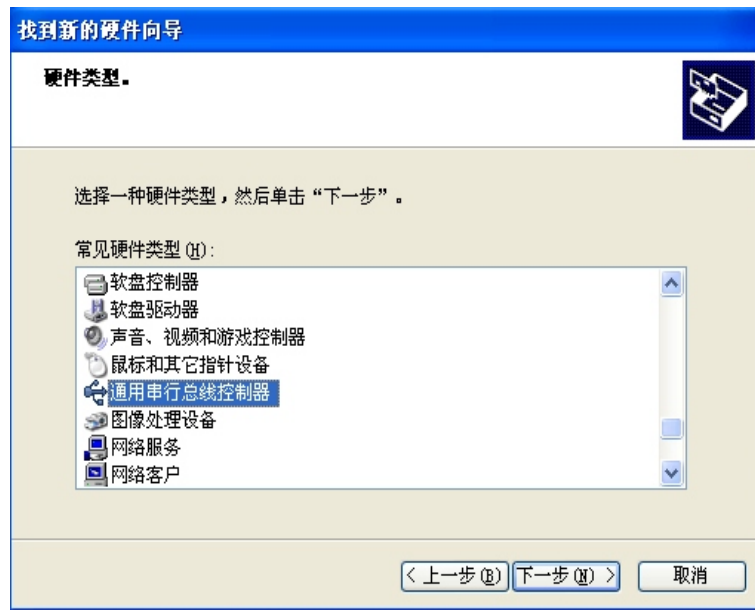 找到新的硬件向导
硬件类型。
选择一种硬件类型，然后单击“下一步”。
常见硬件类型(H):
软盘控制器
软盘驱动器
声音、视频和游戏控制器
鼠标和其它指针设备
通用串行总线控制器
图像处理设备
网络服务
网络客户
< 上一步(B) 下一步(N) > 取消